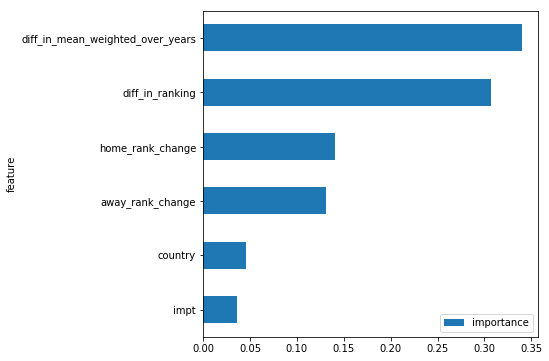 diff_in_mean_weighted_over_years
diff_in_ranking
home_rank_change
away_rank_change
country
impt
feature
importance
0.00 0.05 0.10 0.15 0.20 0.25 0.30 0.35